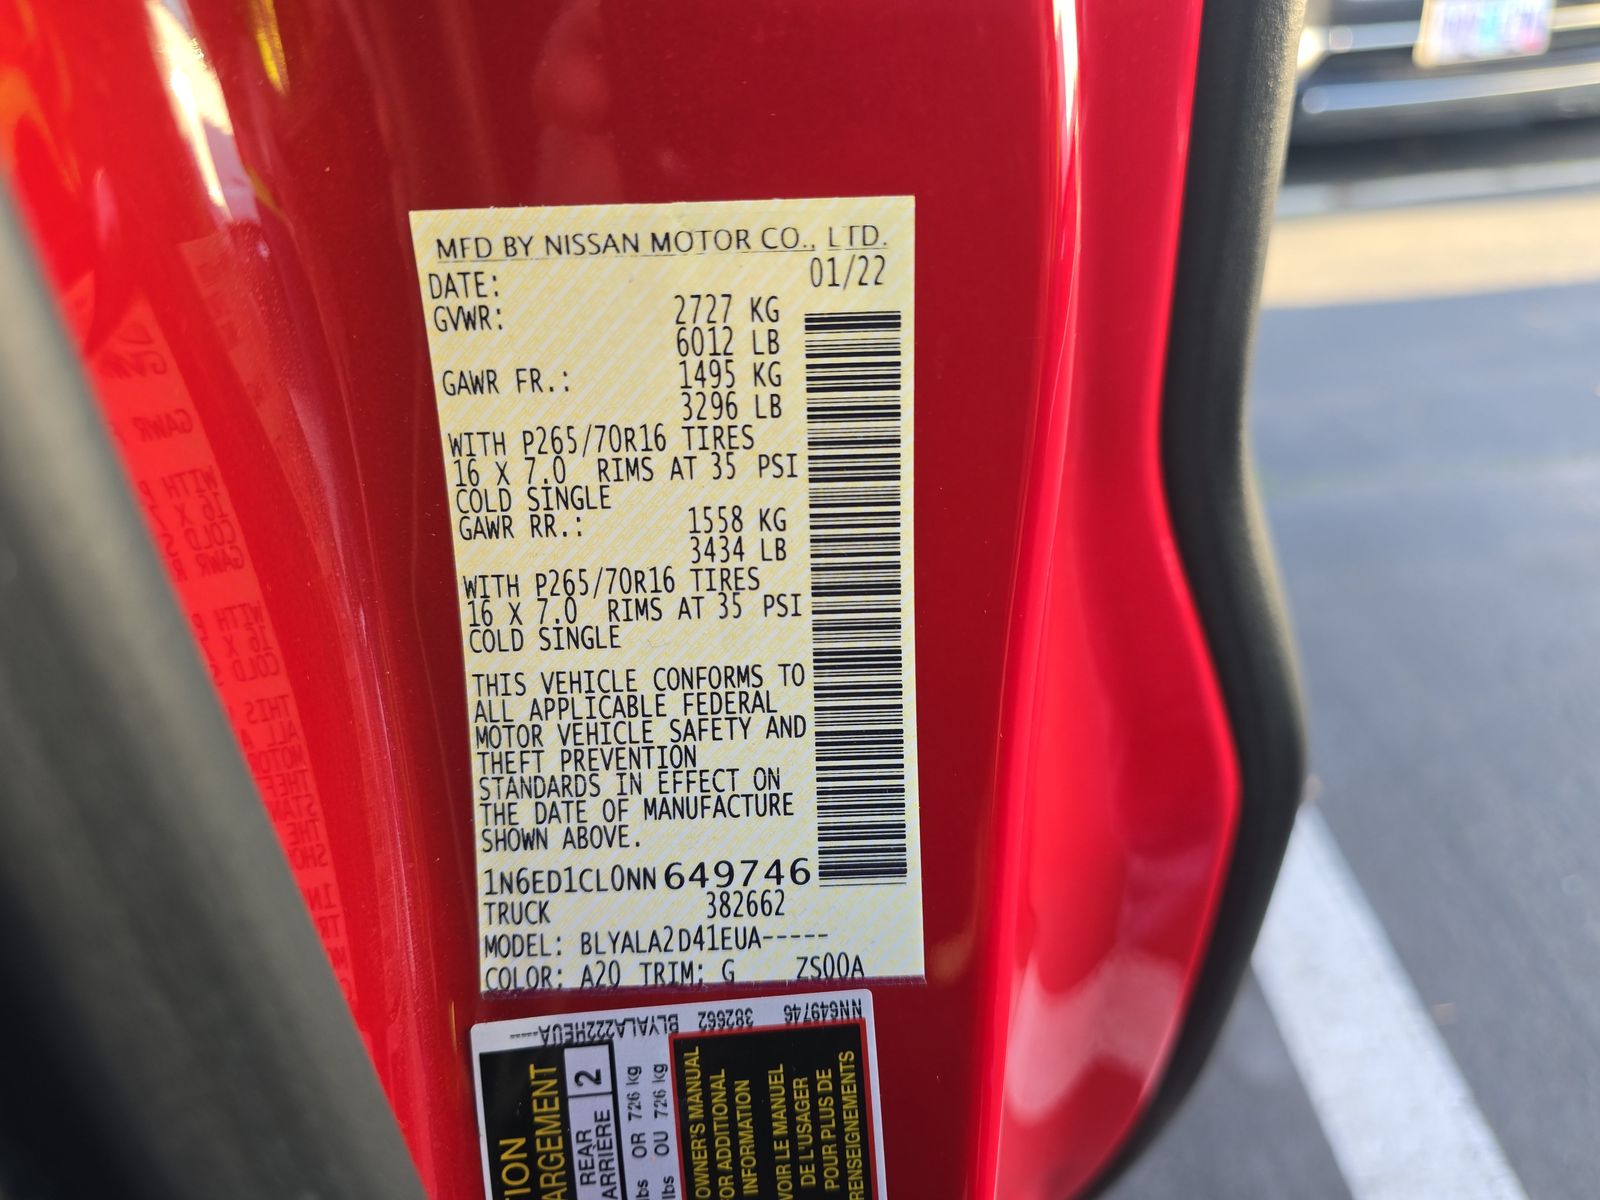 MFD BY NISSAN MOTOR CO., LTD.
DATE: 01/22
GVWR: 2727 KG
6012 LB
GAWR FR.: 1495 KG
3296 LB
WITH P265/70R16 TIRES
16 X 7.0 RIMS AT 35 PSI
COLD SINGLE
GAWR RR.: 1558 KG
3434 LB
WITH P265/70R16 TIRES
16 X 7.0 RIMS AT 35 PSI
COLD SINGLE
THIS VEHICLE CONFORMS TO
ALL APPLICABLE FEDERAL
MOTOR VEHICLE SAFETY AND
THEFT PREVENTION
STANDARDS IN EFFECT ON
THE DATE OF MANUFACTURE
SHOWN ABOVE.
1N6ED1CL0NN649746
TRUCK 382662
MODEL: BLYALA2D41EUA-----
COLOR: A20 TRIM: G ZS00A
NN649746 382662 BLYALA222HEUA----
TION
ARGEMENT
REAR
ARRIÈRE 2
lbs OR 726 kg
lbs OU 726 kg
OWNER'S MANUAL
OR ADDITIONAL
INFORMATION
VOIR LE MANUEL
DE L'USAGER
POUR PLUS DE
RENSEIGNEMENTS